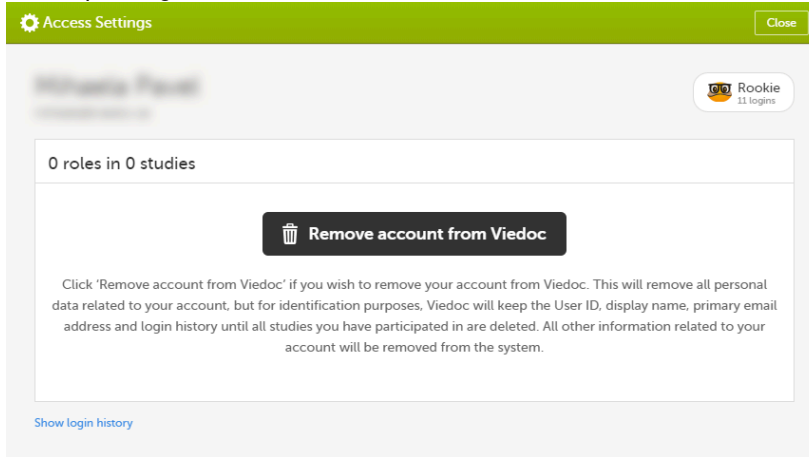 Access Settings
Close
Rookie
11 logins
0 roles in 0 studies
Remove account from Viedoc
Click 'Remove account from Viedoc' if you wish to remove your account from Viedoc. This will remove all personal
data related to your account, but for identification purposes, Viedoc will keep the User ID, display name, primary email
address and login history until all studies you have participated in are deleted. All other information related to your
account will be removed from the system.
Show login history